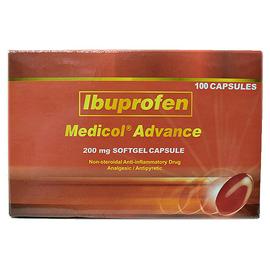 100 CAPSULES
Ibuprofen
Medicol® Advance
200 mg SOFTGEL CAPSULE
Non-steroidal Anti-inflammatory Drug
Analgesic / Antipyretic